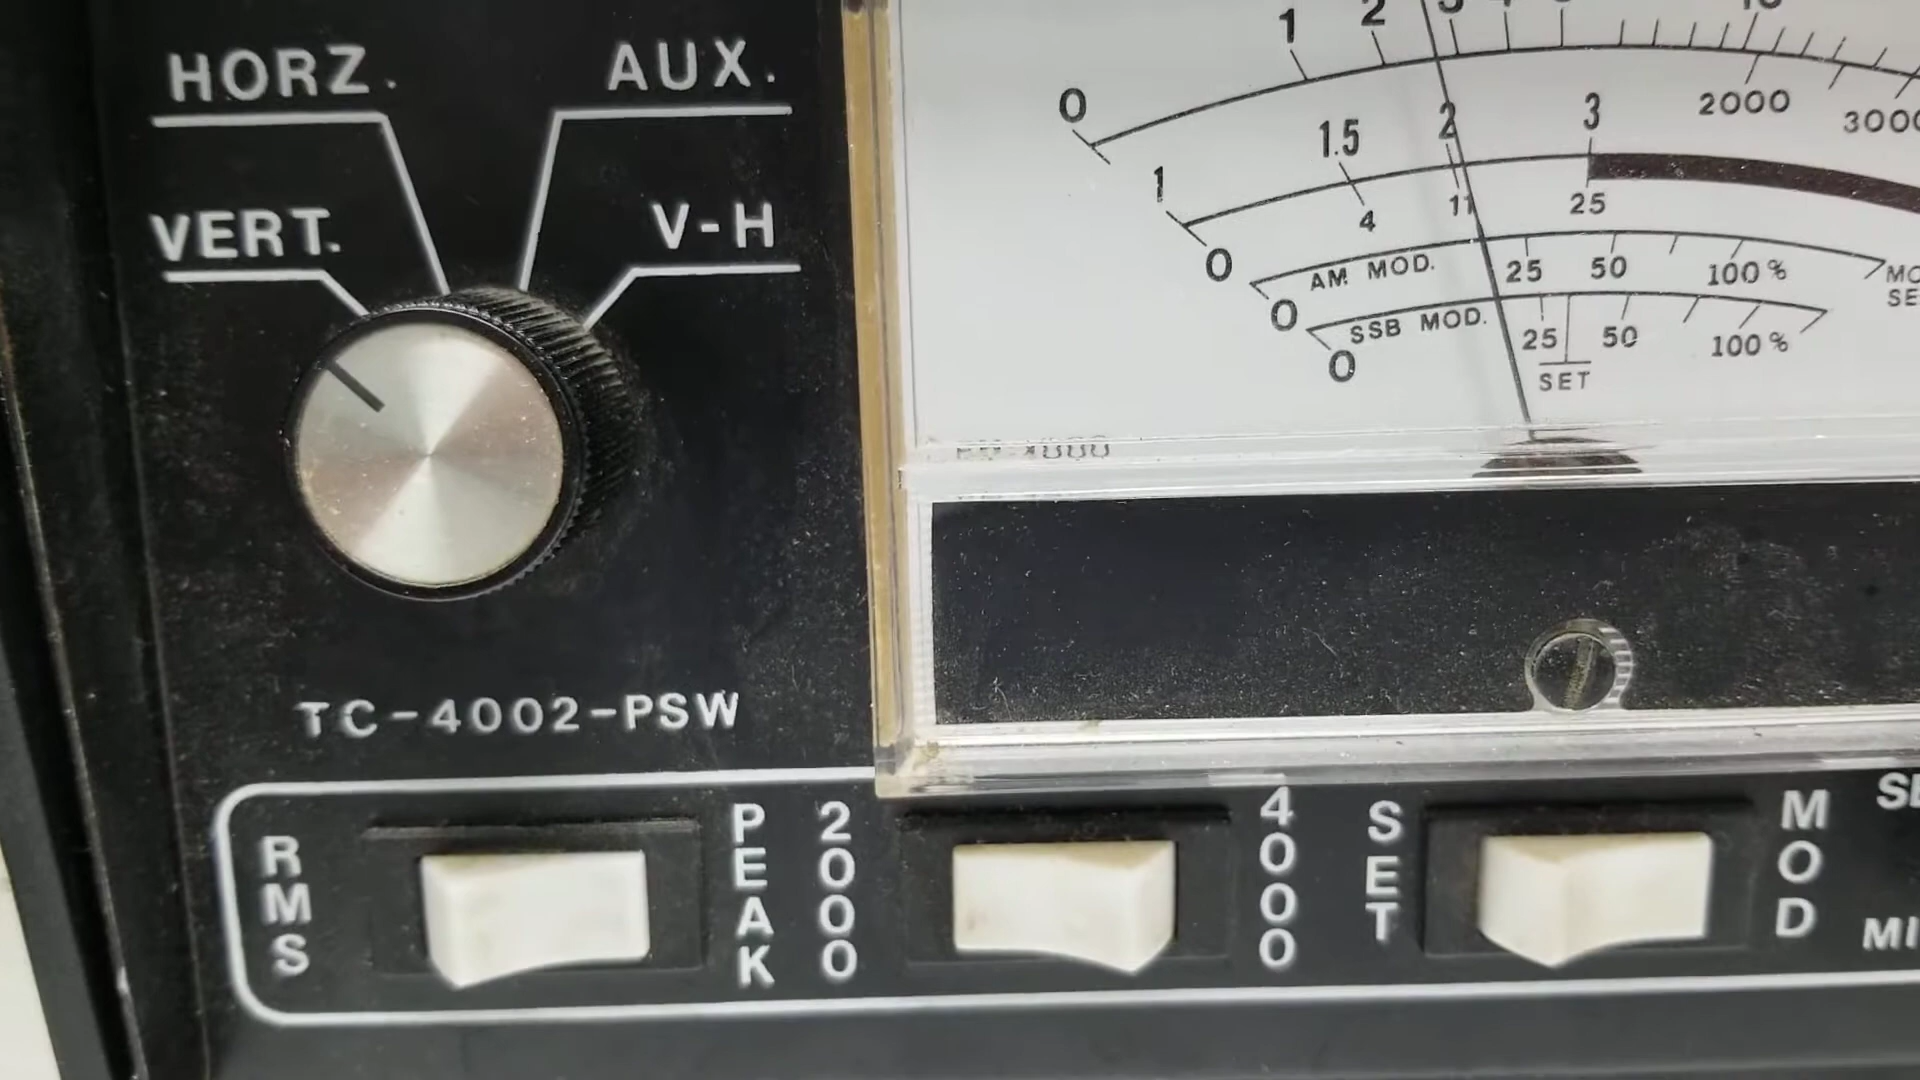 HORZ. AUX.
VERT. V-H
TC-4002-PSW
0 1 2
2000 3000
1 1.5 2 3
0 4 11 25
0 AM MOD. 25 50 100%
0 SSB MOD. 25 50 100%
SET
RMS
PEAK
2000
4000
SET
MOD